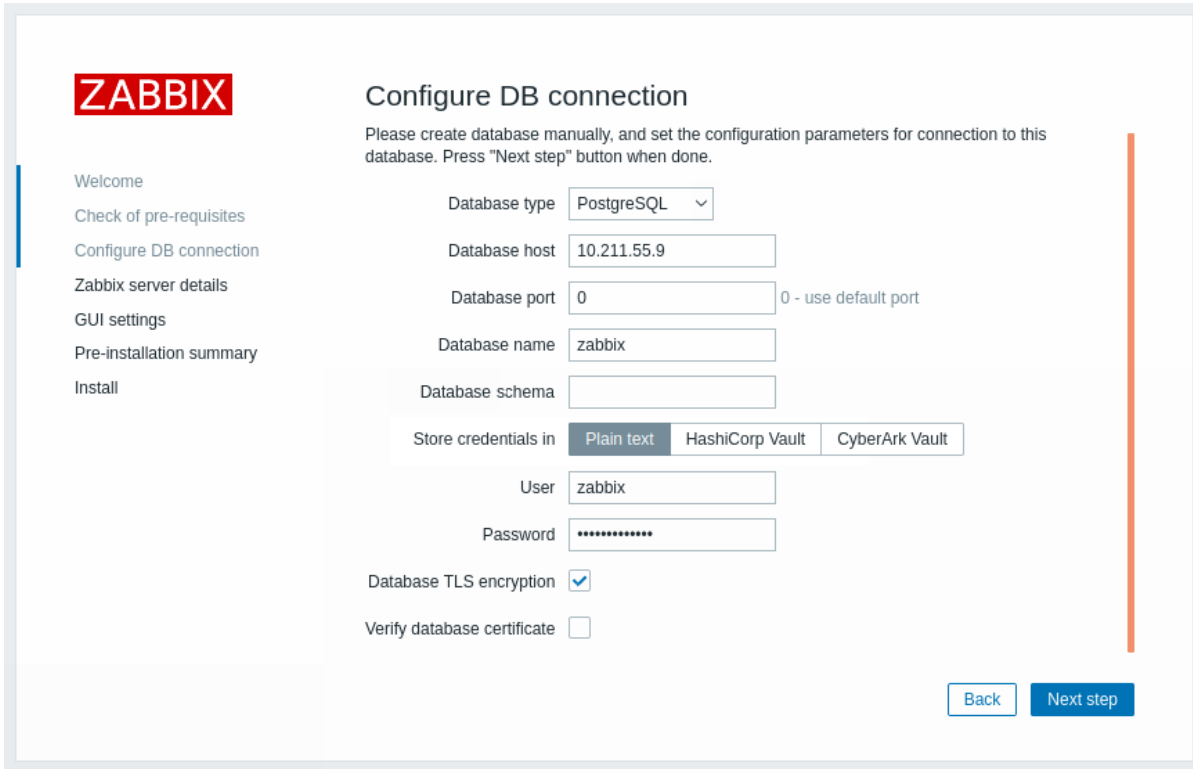 ZABBIX
Welcome
Check of pre-requisites
Configure DB connection
Zabbix server details
GUI settings
Pre-installation summary
Install
Configure DB connection
Please create database manually, and set the configuration parameters for connection to this
database. Press "Next step" button when done.
Database type PostgreSQL
Database host 10.211.55.9
Database port 0 0 - use default port
Database name zabbix
Database schema
Store credentials in Plain text HashiCorp Vault CyberArk Vault
User zabbix
Password •••••••••••••
Database TLS encryption
Verify database certificate
Back Next step